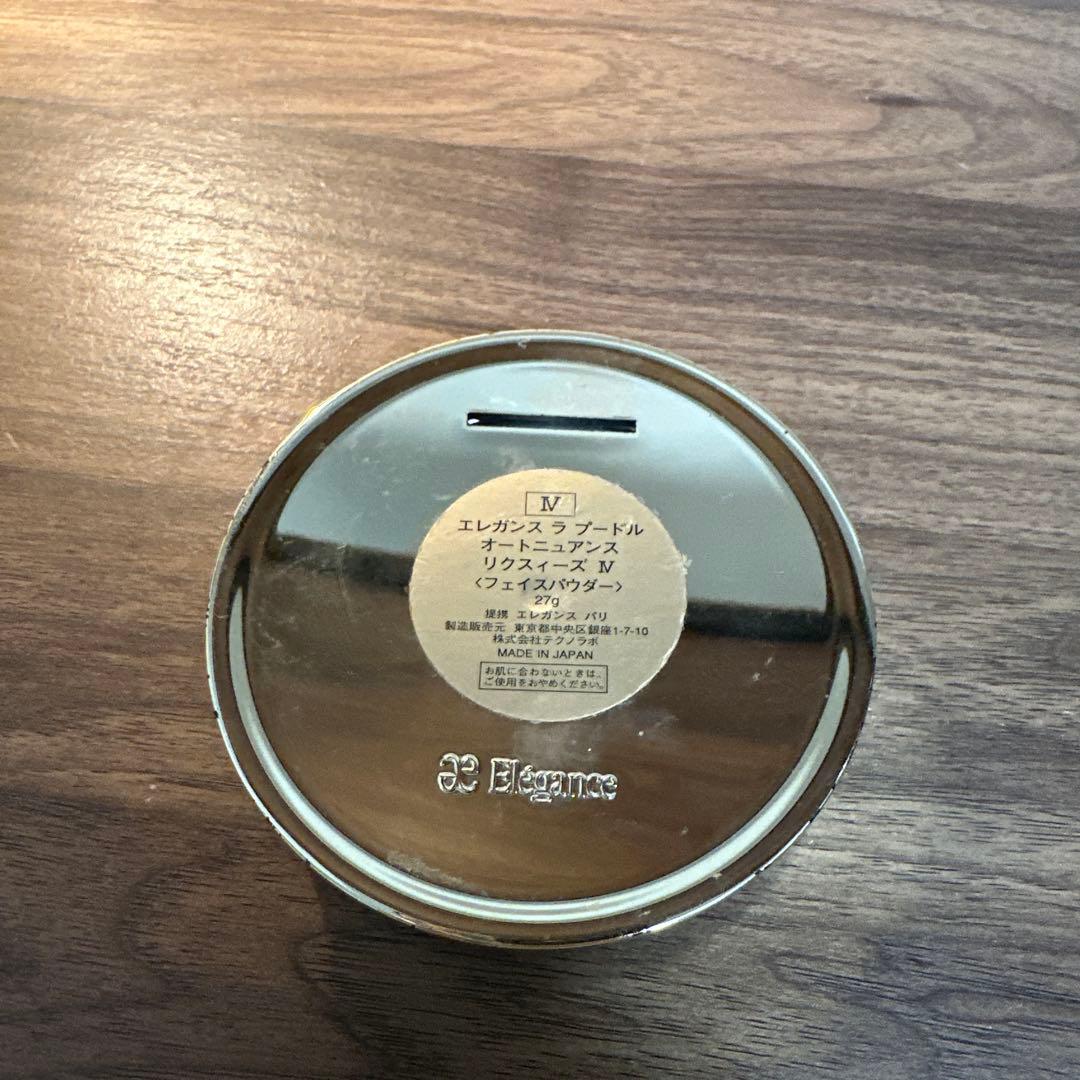 Ⅳ
エレガンス ラ プードル
オートニュアンス
リクスィーズ Ⅳ
〈フェイスパウダー〉
27g
提携 エレガンス パリ
製造販売元 東京都中央区銀座1-7-10
株式会社テクノラボ
MADE IN JAPAN
お肌に合わないときは、
ご使用をおやめください。
Elégance